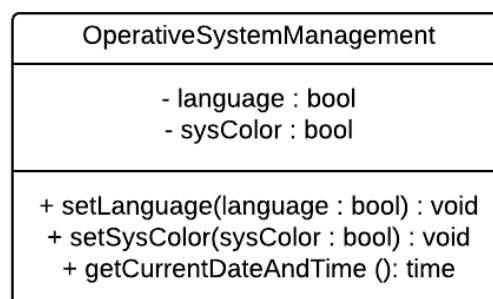 OperativeSystemManagement
- language : bool
- sysColor : bool
+ setLanguage(language : bool) : void
+ setSysColor(sysColor : bool) : void
+ getCurrentDateAndTime (): time